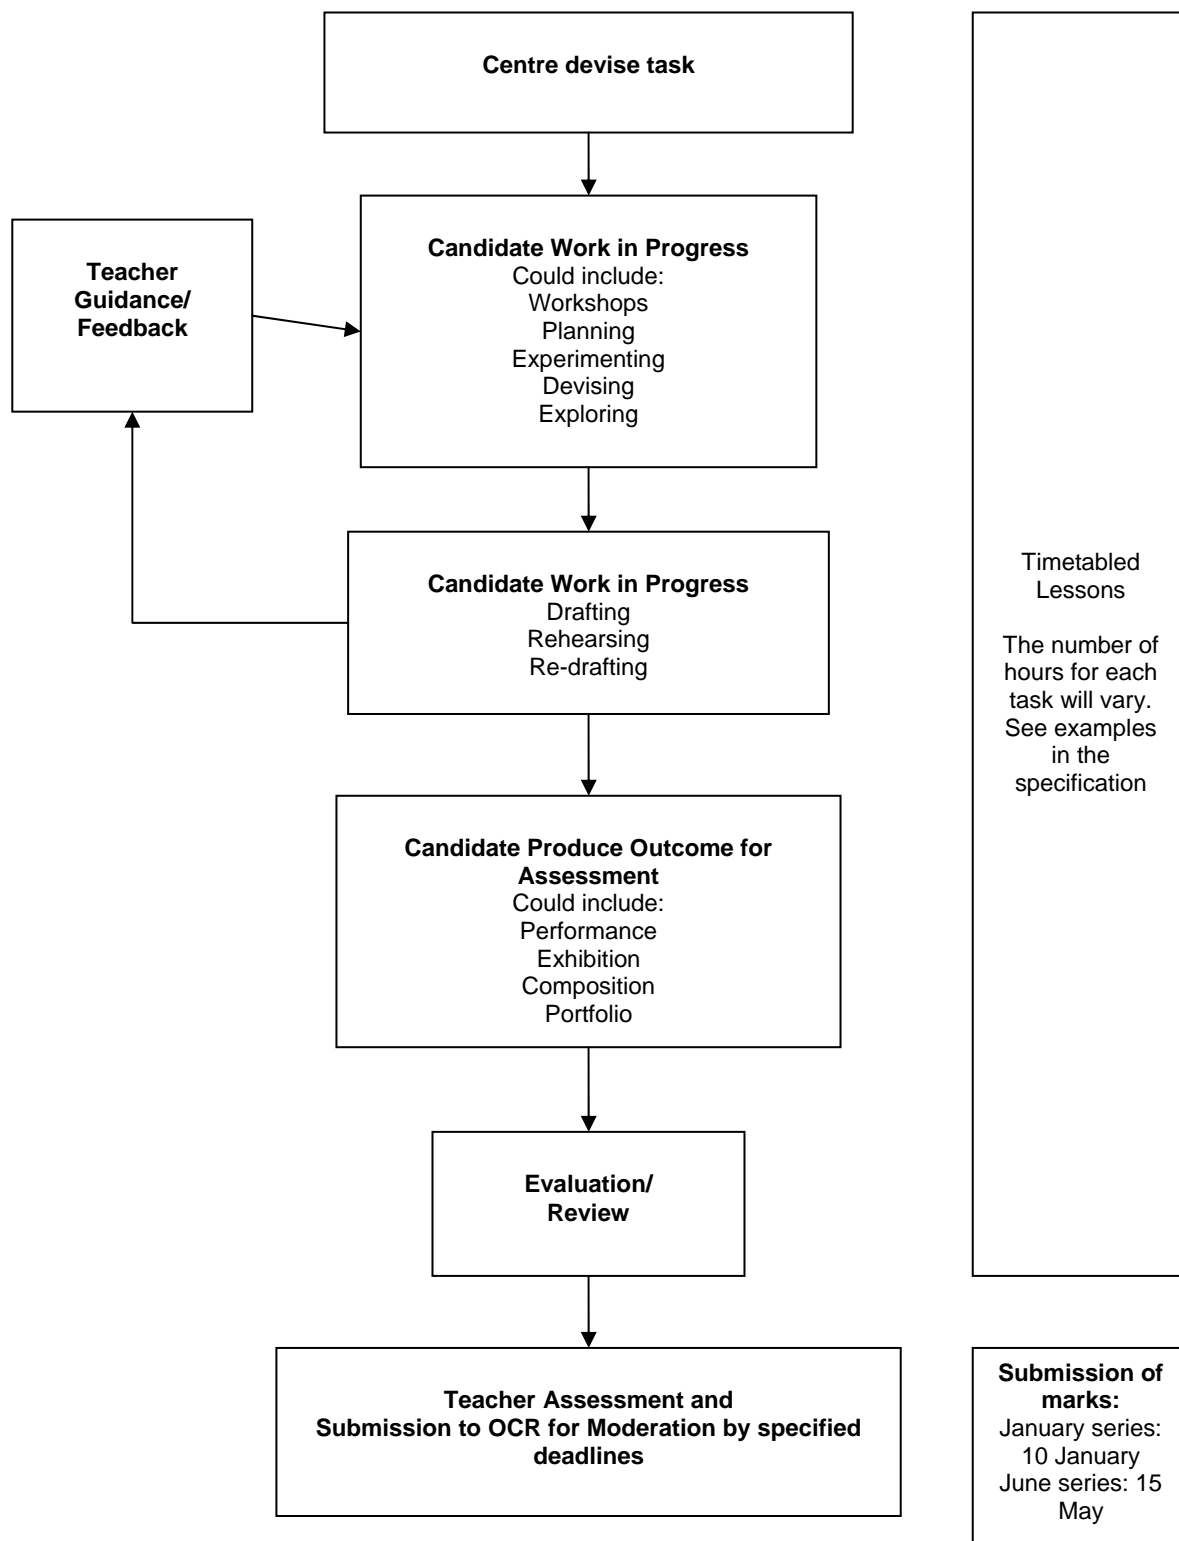 Centre devise task
Teacher
Guidance/
Feedback
Candidate Work in Progress
Could include:
Workshops
Planning
Experimenting
Devising
Exploring
Candidate Work in Progress
Drafting
Rehearsing
Re-drafting
Candidate Produce Outcome for
Assessment
Could include:
Performance
Exhibition
Composition
Portfolio
Evaluation/
Review
Teacher Assessment and
Submission to OCR for Moderation by specified
deadlines
Timetabled
Lessons
The number of
hours for each
task will vary.
See examples
in the
specification
Submission of
marks:
January series:
10 January
June series: 15
May